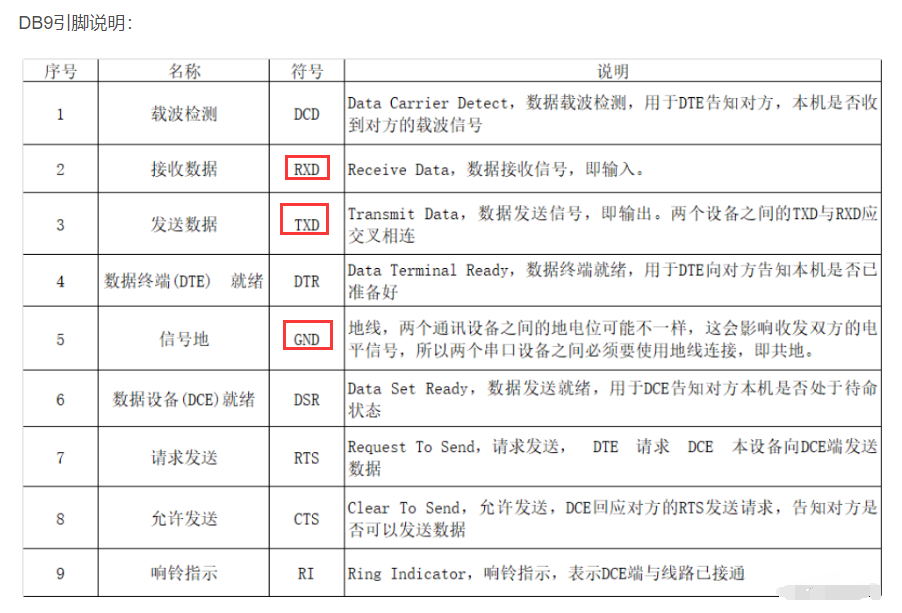 DB9引脚说明：
序号 名称 符号 说明
1 载波检测 DCD Data Carrier Detect，数据载波检测，用于DTE告知对方，本机是否收
到对方的载波信号
2 接收数据 RXD Receive Data，数据接收信号，即输入。
3 发送数据 TXD Transmit Data，数据发送信号，即输出。两个设备之间的TXD与RXD应
交叉相连
4 数据终端(DTE) 就绪 DTR Data Terminal Ready，数据终端就绪，用于DTE向对方告知本机是否已
准备好
5 信号地 GND 地线，两个通讯设备之间的地电位可能不一样，这会影响收发双方的电
平信号，所以两个串口设备之间必须要使用地线连接，即共地。
6 数据设备(DCE)就绪 DSR Data Set Ready，数据发送就绪，用于DCE告知对方本机是否处于待命
状态
7 请求发送 RTS Request To Send，请求发送， DTE 请求 DCE 本设备向DCE端发送
数据
8 允许发送 CTS Clear To Send，允许发送，DCE回应对方的RTS发送请求，告知对方是
否可以发送数据
9 响铃指示 RI Ring Indicator，响铃指示，表示DCE端与线路已接通